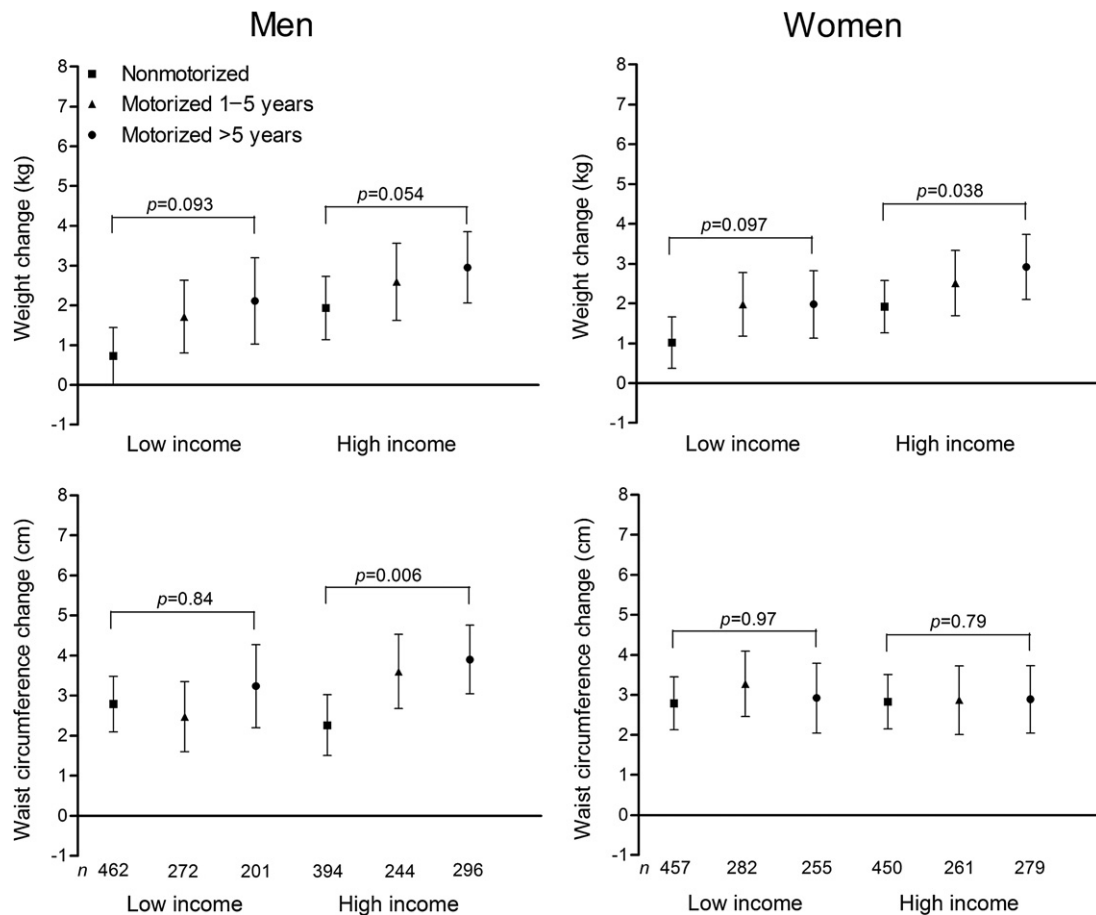 Men
Women
8
7
6
5
4
3
2
1
0
-1
Weight change (kg)
Nonmotorized
Motorized 1–5 years
Motorized >5 years
p=0.093
p=0.054
Low income
High income
8
7
6
5
4
3
2
1
0
-1
Weight change (kg)
p=0.097
p=0.038
Low income
High income
8
7
6
5
4
3
2
1
0
-1
Waist circumference change (cm)
p=0.84
p=0.006
n 462 272 201 394 244 296
Low income
High income
8
7
6
5
4
3
2
1
0
-1
Waist circumference change (cm)
p=0.97
p=0.79
n 457 282 255 450 261 279
Low income
High income